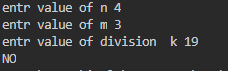 entr value of n 4
entr value of m 3
entr value of division  k 19
NO